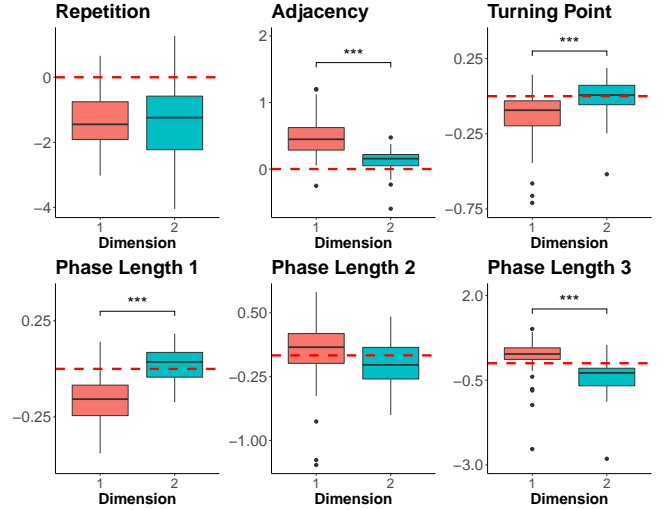 Repetition
0
−2
−4
1 2
Dimension
Adjacency
***
2
1
0
1 2
Dimension
Turning Point
***
0.25
−0.25
−0.75
1 2
Dimension
Phase Length 1
***
0.25
−0.25
1 2
Dimension
Phase Length 2
0.50
−0.25
−1.00
1 2
Dimension
Phase Length 3
***
2.0
−0.5
−3.0
1 2
Dimension